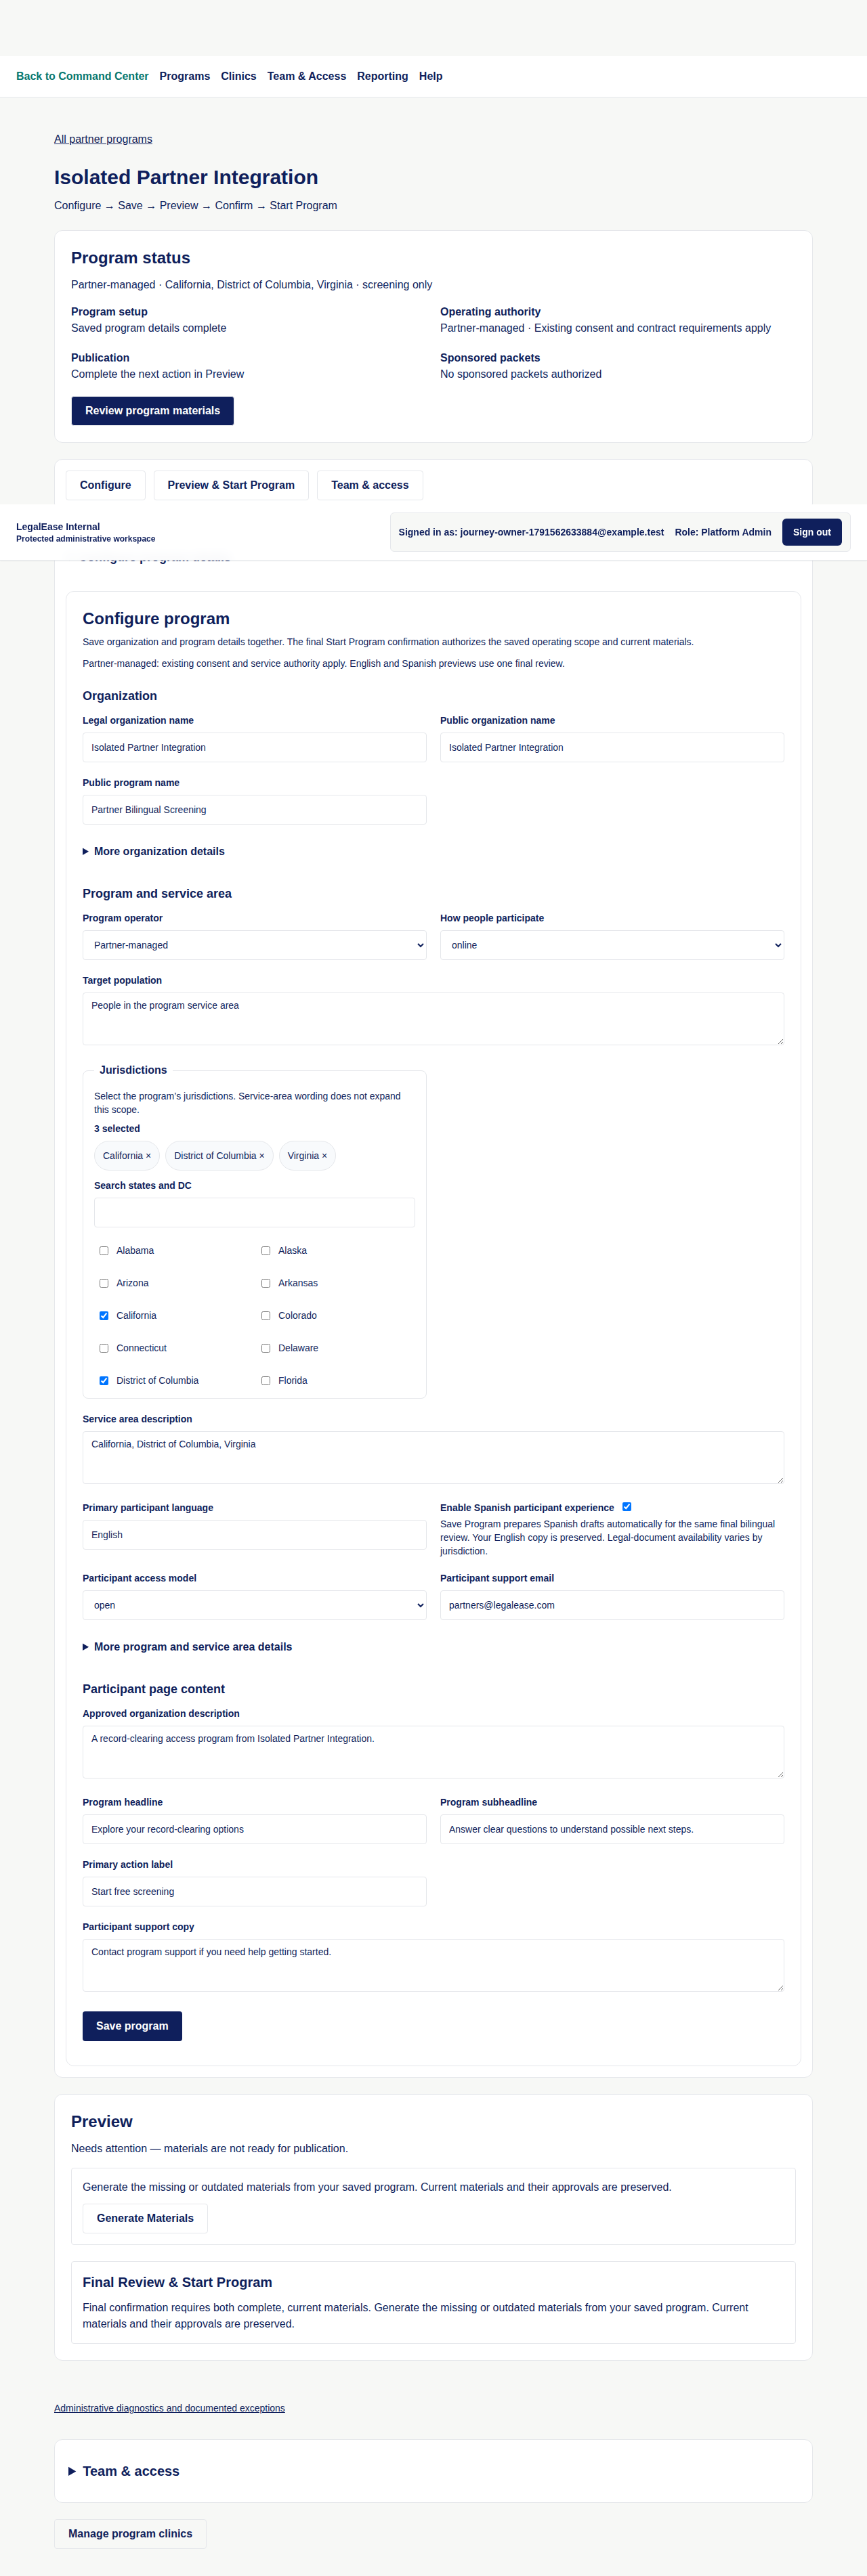 Back to Command Center Programs Clinics Team & Access Reporting Help
All partner programs
Isolated Partner Integration
Configure → Save → Preview → Confirm → Start Program
Program status
Partner-managed · California, District of Columbia, Virginia · screening only
Program setup
Saved program details complete
Operating authority
Partner-managed · Existing consent and contract requirements apply
Publication
Complete the next action in Preview
Sponsored packets
No sponsored packets authorized
Review program materials
Configure
Preview & Start Program
Team & access
LegalEase Internal
Protected administrative workspace
Signed in as: journey-owner-1791562633884@example.test
Role: Platform Admin
Sign out
Configure program
Save organization and program details together. The final Start Program confirmation authorizes the saved operating scope and current materials.
Partner-managed: existing consent and service authority apply. English and Spanish previews use one final review.
Organization
Legal organization name
Isolated Partner Integration
Public organization name
Isolated Partner Integration
Public program name
Partner Bilingual Screening
More organization details
Program and service area
Program operator
Partner-managed
How people participate
online
Target population
People in the program service area
Jurisdictions
Select the program's jurisdictions. Service-area wording does not expand
this scope.
3 selected
California × District of Columbia × Virginia ×
Search states and DC
Alabama
Alaska
Arizona
Arkansas
California
Colorado
Connecticut
Delaware
District of Columbia
Florida
Service area description
California, District of Columbia, Virginia
Primary participant language
English
Enable Spanish participant experience
Save Program prepares Spanish drafts automatically for the same final bilingual
review. Your English copy is preserved. Legal-document availability varies by
jurisdiction.
Participant access model
open
Participant support email
partners@legalease.com
More program and service area details
Participant page content
Approved organization description
A record-clearing access program from Isolated Partner Integration.
Program headline
Explore your record-clearing options
Program subheadline
Answer clear questions to understand possible next steps.
Primary action label
Start free screening
Participant support copy
Contact program support if you need help getting started.
Save program
Preview
Needs attention — materials are not ready for publication.
Generate the missing or outdated materials from your saved program. Current materials and their approvals are preserved.
Generate Materials
Final Review & Start Program
Final confirmation requires both complete, current materials. Generate the missing or outdated materials from your saved program. Current
materials and their approvals are preserved.
Administrative diagnostics and documented exceptions
Team & access
Manage program clinics